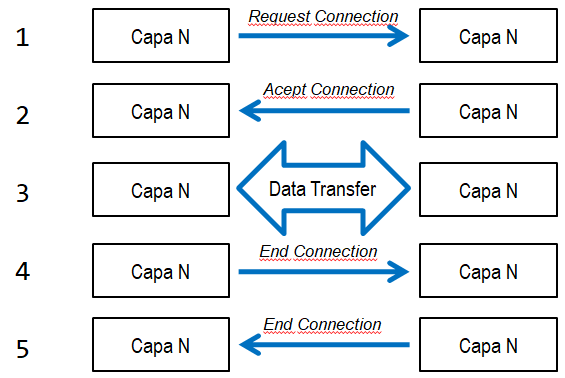 Request Connection
1 Capa N Capa N
Acept Connection
2 Capa N Capa N
3 Capa N Data Transfer Capa N
End Connection
4 Capa N Capa N
End Connection
5 Capa N Capa N